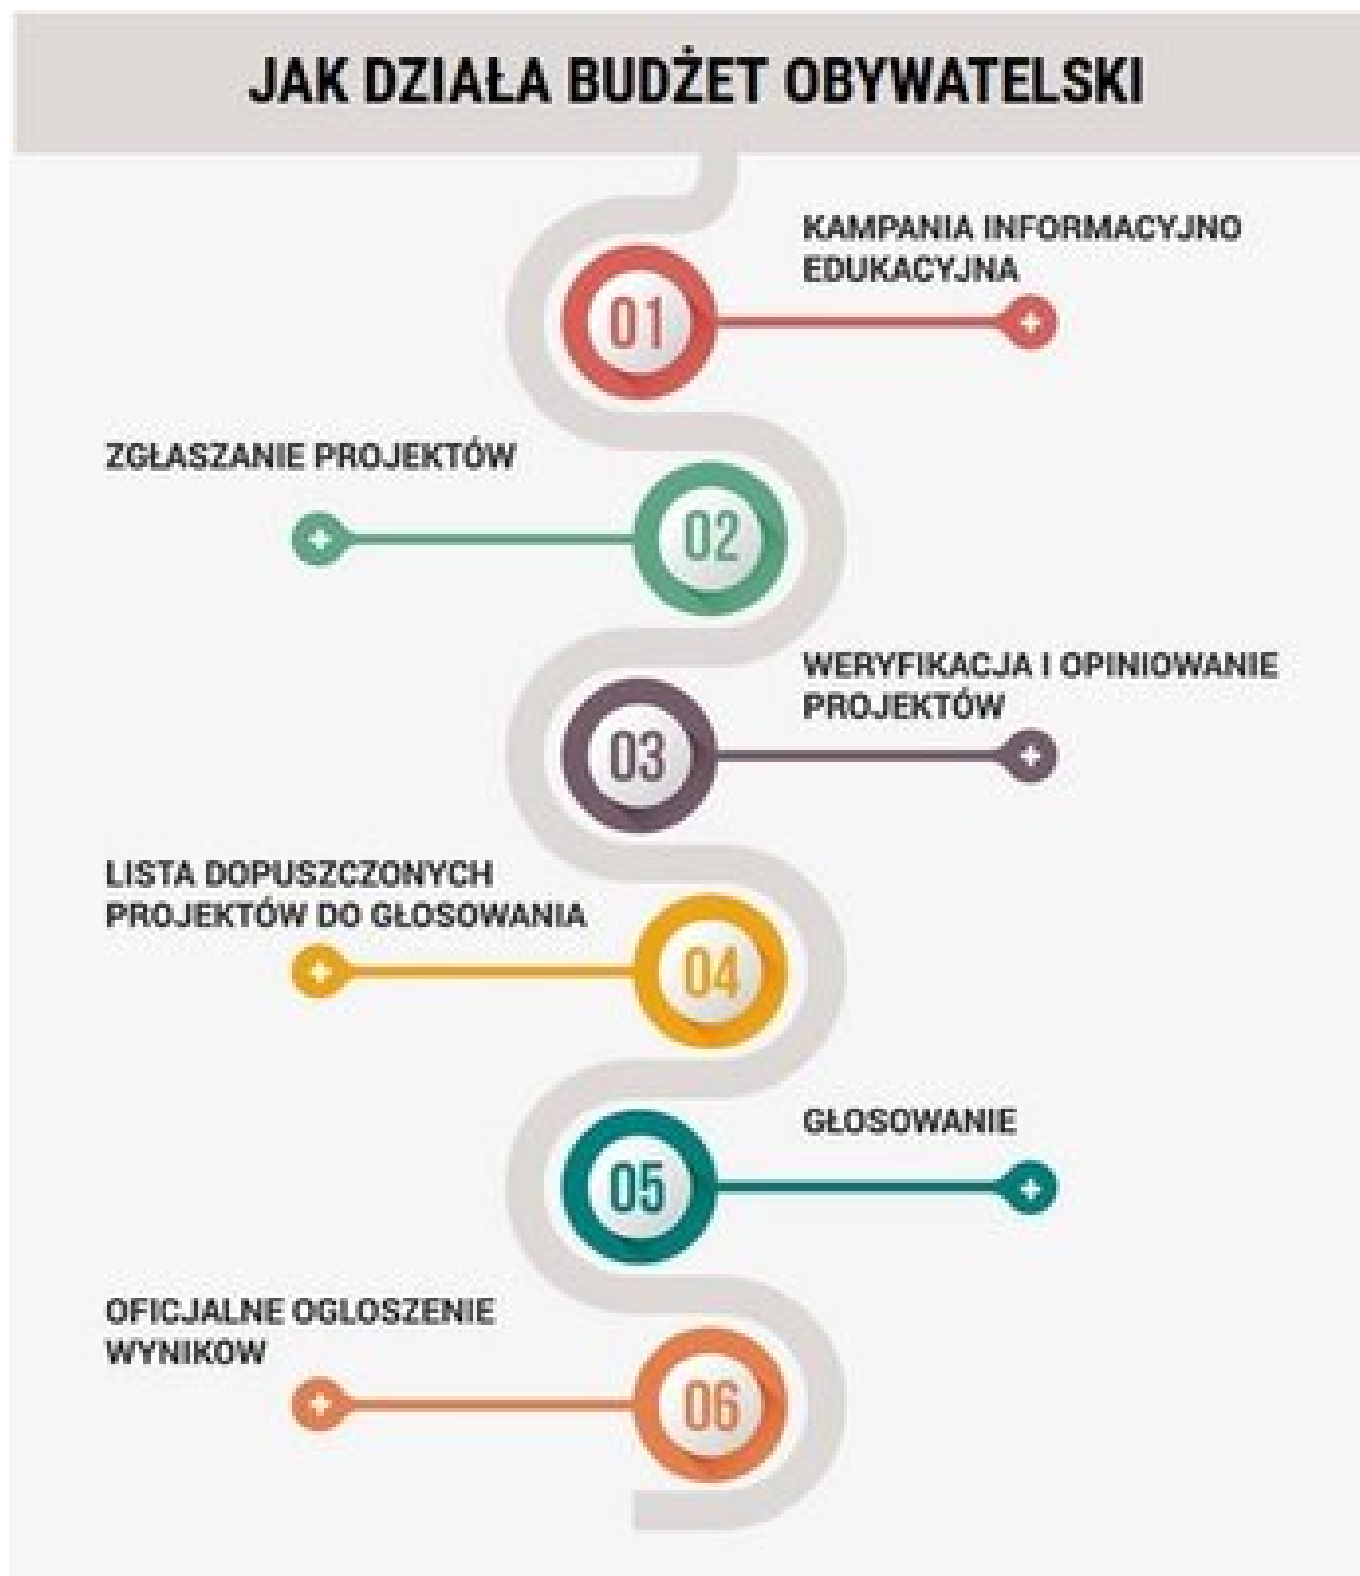 JAK DZIAŁA BUDŻET OBYWATELSKI
KAMPANIA INFORMACYJNO
EDUKACYJNA
01
ZGŁASZANIE PROJEKTÓW
02
WERYFIKACJA I OPINIOWANIE
PROJEKTÓW
03
LISTA DOPUSZCZONYCH
PROJEKTÓW DO GŁOSOWANIA
04
GŁOSOWANIE
05
OFICJALNE OGLOSZENIE
WYNIKOW
06